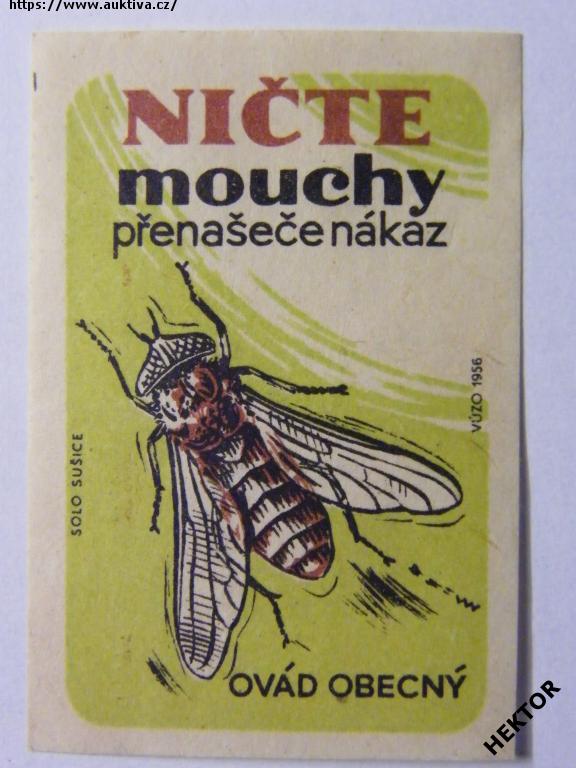 https://www.auktiva.cz/
NIČTE
mouchy
přenašeče nákaz
VÚZO 1956
SOLO SUŠICE
OVÁD OBECNÝ
HEKTOR